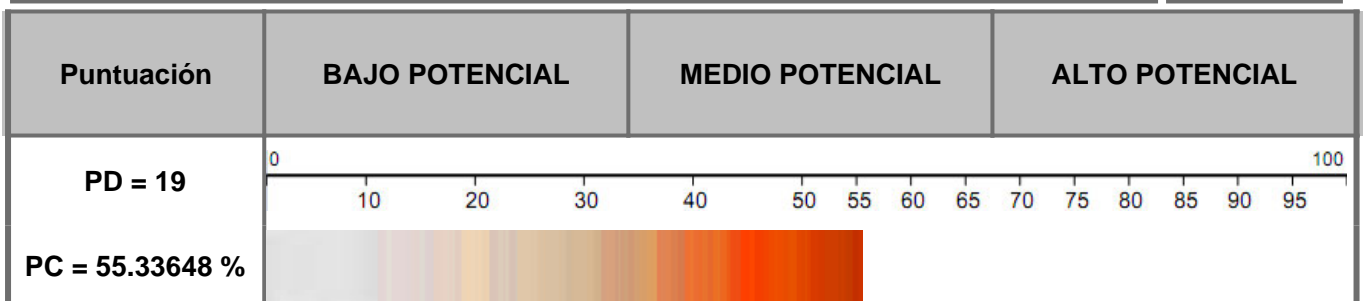 Puntuación BAJO POTENCIAL MEDIO POTENCIAL ALTO POTENCIAL
PD = 19
0 100
10 20 30 40 50 55 60 65 70 75 80 85 90 95
PC = 55.33648 %